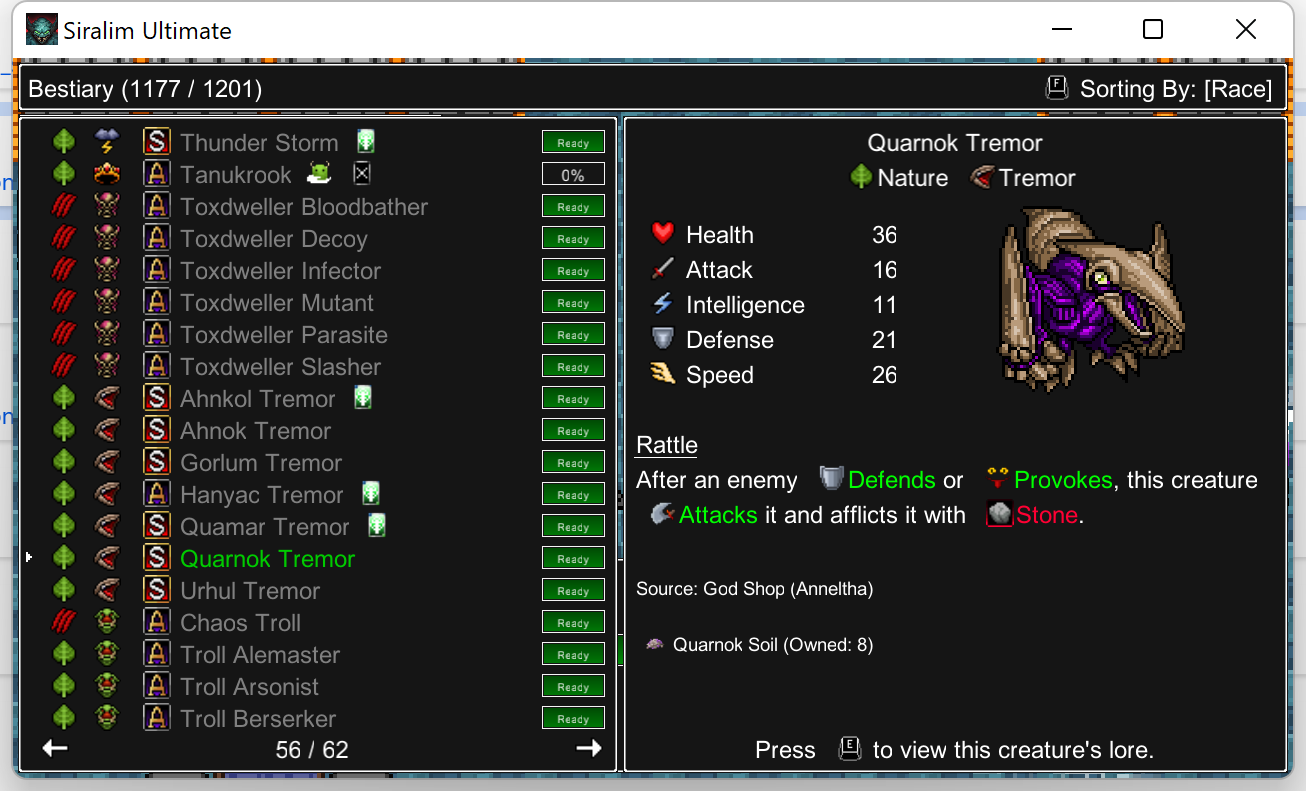 Siralim Ultimate
Bestiary (1177 / 1201)
F Sorting By: [Race]
S Thunder Storm Ready
A Tanukrook 0%
A Toxdweller Bloodbather Ready
A Toxdweller Decoy Ready
A Toxdweller Infector Ready
A Toxdweller Mutant Ready
A Toxdweller Parasite Ready
A Toxdweller Slasher Ready
S Ahnkol Tremor Ready
S Ahnok Tremor Ready
S Gorlum Tremor Ready
A Hanyac Tremor Ready
S Quamar Tremor Ready
S Quarnok Tremor Ready
S Urhul Tremor Ready
A Chaos Troll Ready
A Troll Alemaster Ready
A Troll Arsonist Ready
A Troll Berserker Ready
56 / 62
Quarnok Tremor
Nature Tremor
Health 36
Attack 16
Intelligence 11
Defense 21
Speed 26
Rattle
After an enemy Defends or Provokes, this creature
Attacks it and afflicts it with Stone.
Source: God Shop (Anneltha)
Quarnok Soil (Owned: 8)
Press E to view this creature's lore.